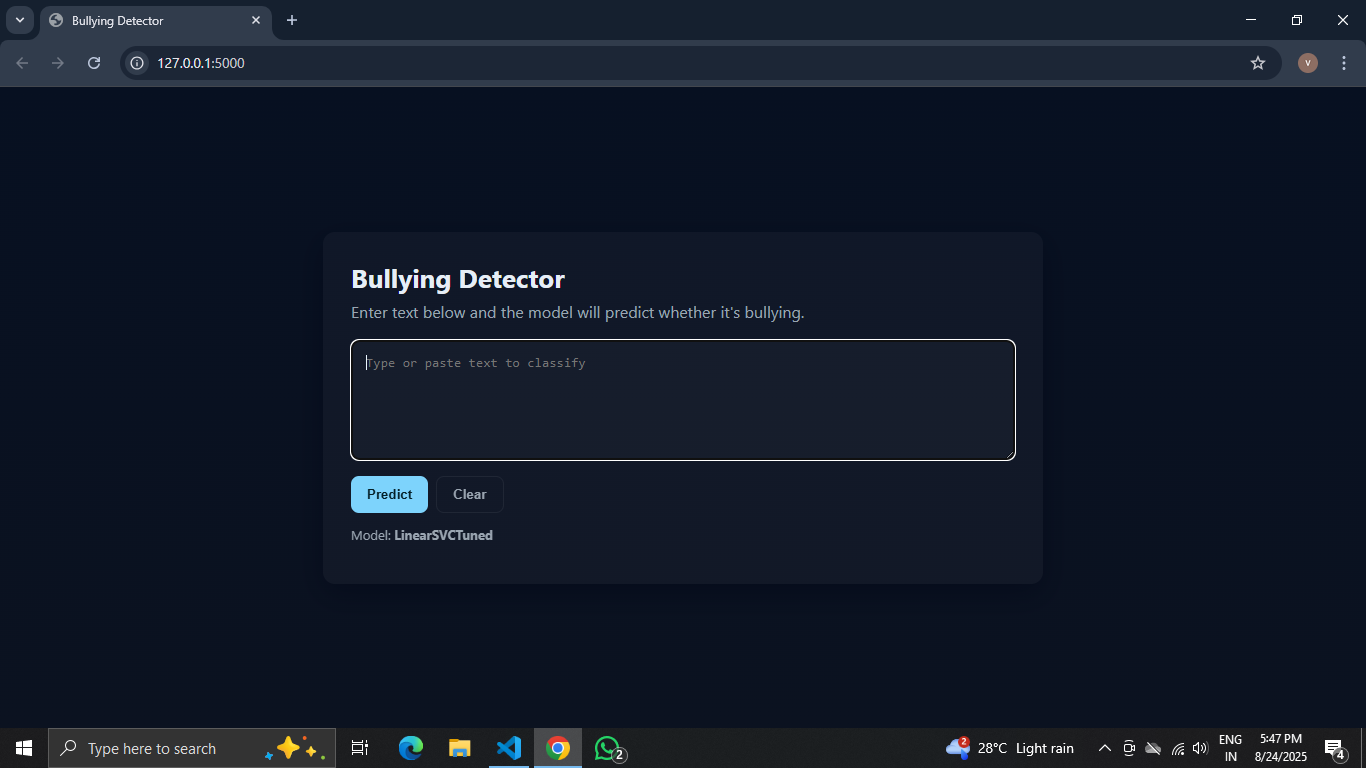 Bullying Detector
127.0.0.1:5000
V
Bullying Detector
Enter text below and the model will predict whether it's bullying.
Type or paste text to classify
Predict Clear
Model: LinearSVCTuned
Type here to search
2
2
28°C Light rain
ENG
IN
5:47 PM
8/24/2025
4